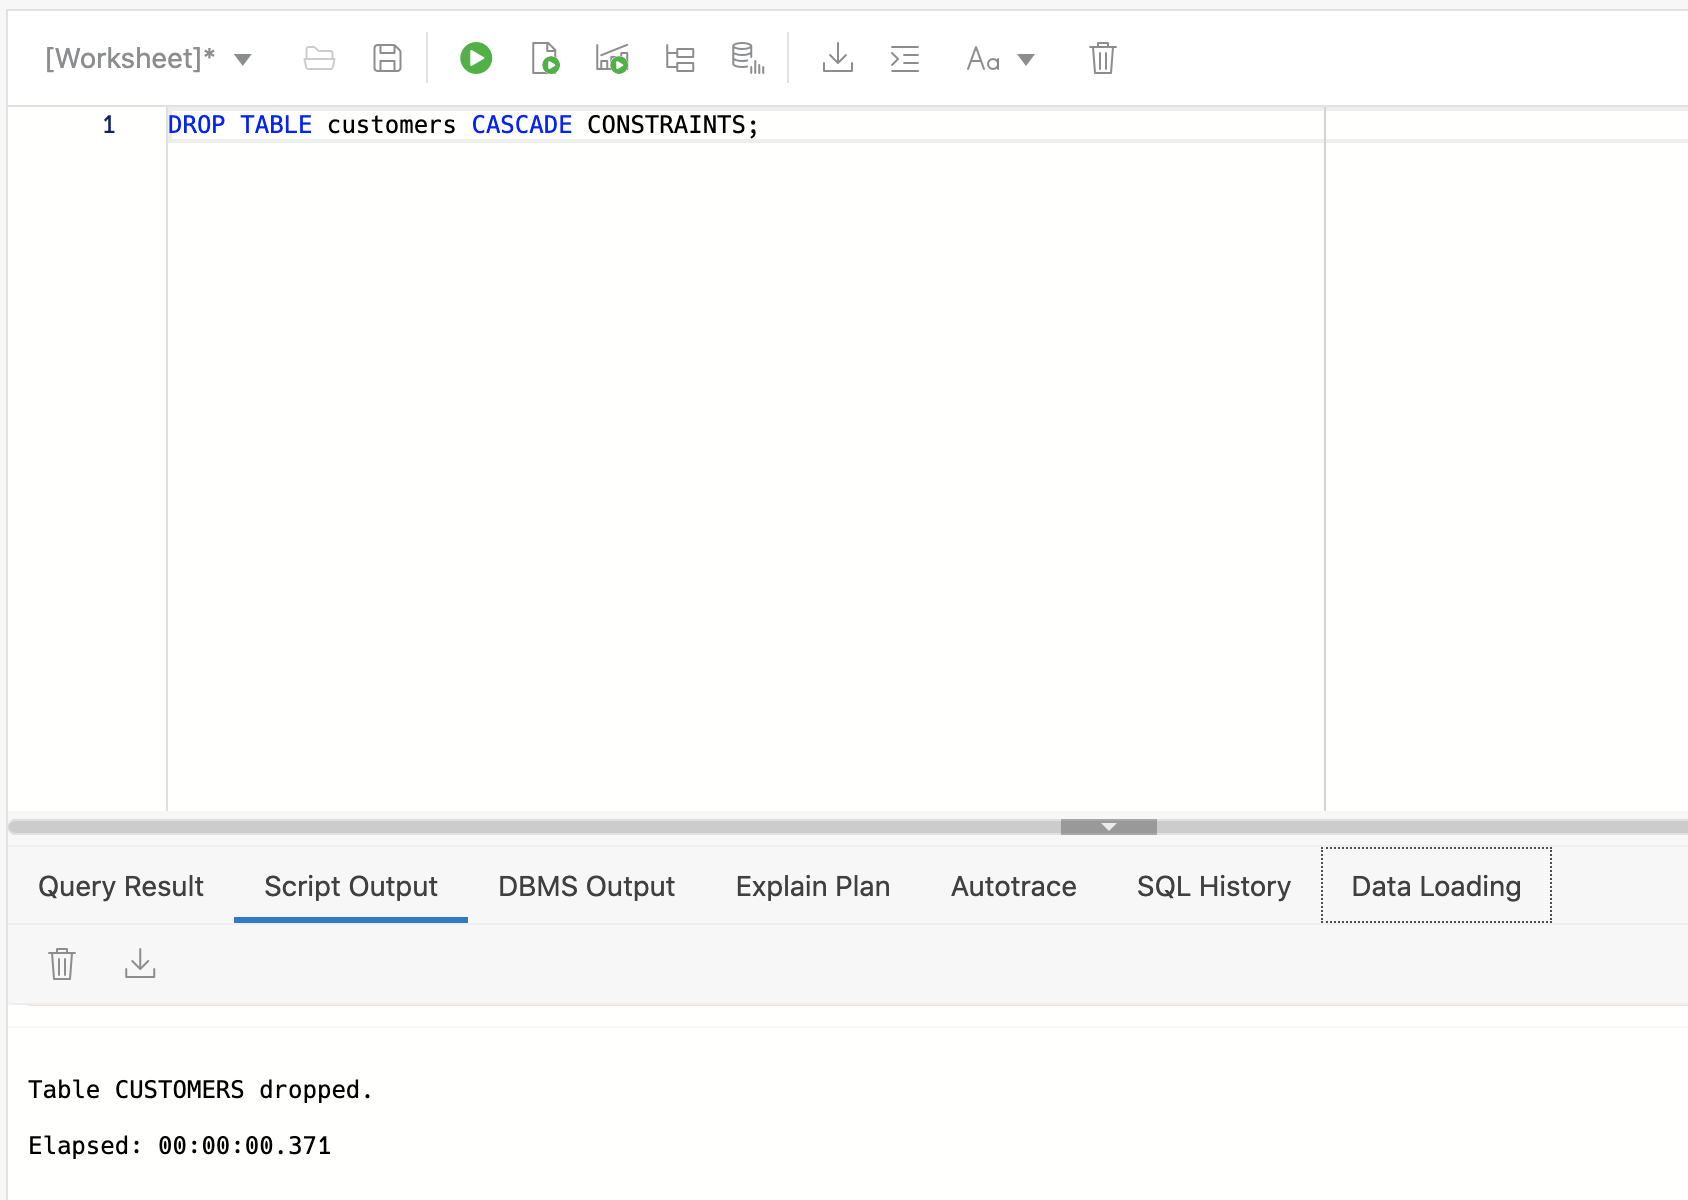 [Worksheet]*
Aa
1 DROP TABLE customers CASCADE CONSTRAINTS;
Query Result Script Output DBMS Output Explain Plan Autotrace SQL History Data Loading
Table CUSTOMERS dropped.
Elapsed: 00:00:00.371